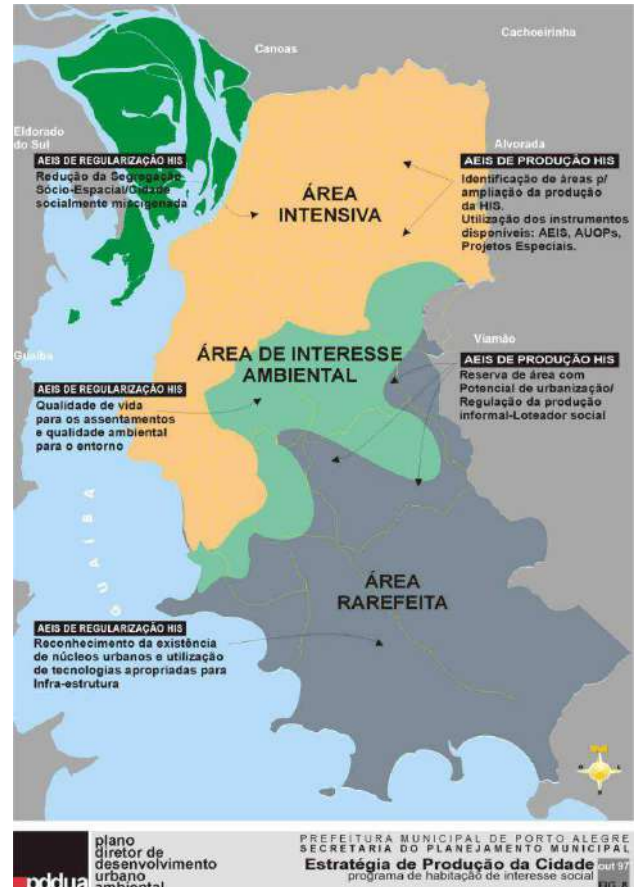 Canoas
Cachoeirinha
Eldorado
do Sul
Alvorada
AEIS DE REGULARIZAÇÃO HIS
Redução da Segregação
Sócio-Espacial/Cidade
socialmente miscigenada
ÁREA
INTENSIVA
AEIS DE PRODUÇÃO HIS
Identificação de áreas p/
ampliação da produção
da HIS.
Utilização dos instrumentos
disponíveis: AEIS, AUOPs,
Projetos Especiais.
Viamão
Guaíba
ÁREA DE INTERESSE
AMBIENTAL
AEIS DE PRODUÇÃO HIS
Reserva de área com
Potencial de urbanização/
Regulação da produção
informal-Loteador social
AEIS DE REGULARIZAÇÃO HIS
Qualidade de vida
para os assentamentos
e qualidade ambiental
para o entorno
GUAÍBA
ÁREA
RAREFEITA
AEIS DE REGULARIZAÇÃO HIS
Reconhecimento da existência
de núcleos urbanos e utilização
de tecnologias apropriadas para
Infra-estrutura
pddua
plano
diretor de
desenvolvimento
urbano
ambiental
PREFEITURA MUNICIPAL DE PORTO ALEGRE
SECRETARIA DO PLANEJAMENTO MUNICIPAL
Estratégia de Produção da Cidade
programa de habitação de interesse social
out 97